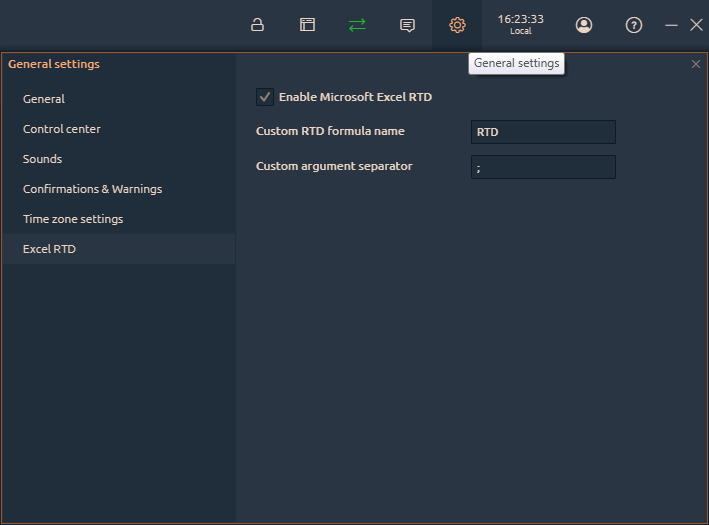 16:23:33
Local
General settings
General settings
General
Control center
Sounds
Confirmations & Warnings
Time zone settings
Excel RTD
Enable Microsoft Excel RTD
Custom RTD formula name RTD
Custom argument separator ;